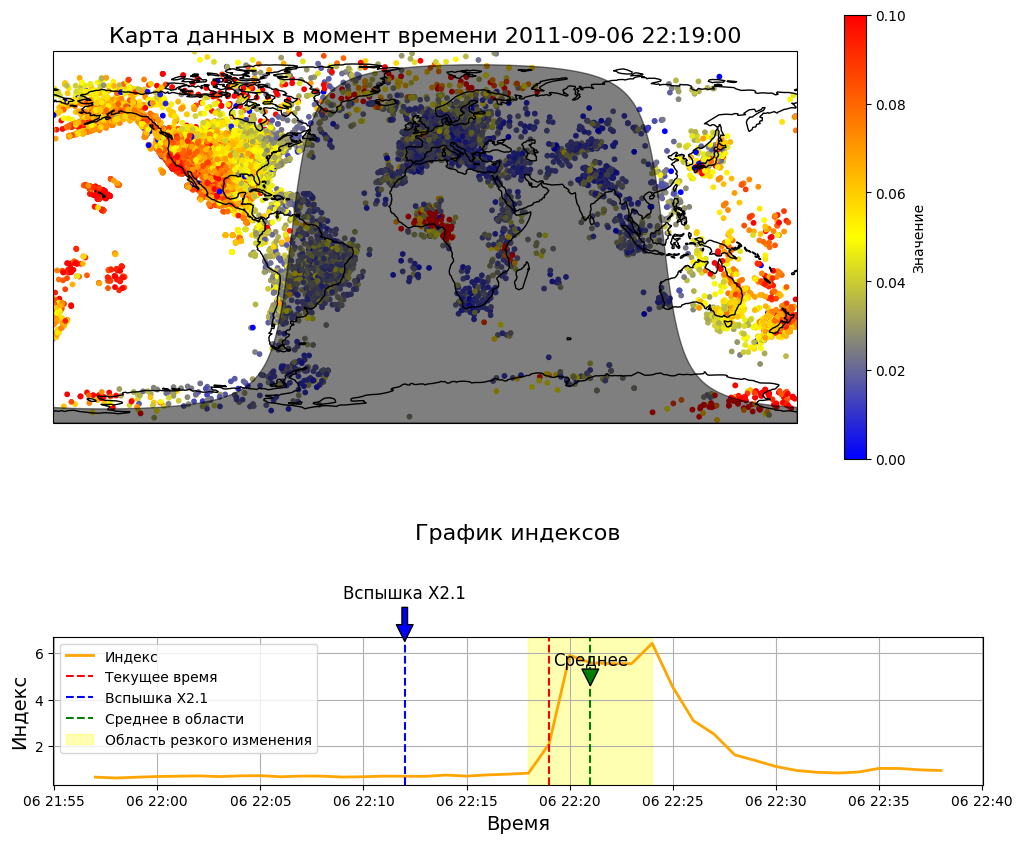 Карта данных в момент времени 2011-09-06 22:19:00
0.10
0.08
0.06
0.04
0.02
0.00
Значение
График индексов
Вспышка X2.1
Индекс
6
4
2
Индекс
Текущее время
Вспышка X2.1
Среднее в области
Область резкого изменения
Среднее
06 21:55 06 22:00 06 22:05 06 22:10 06 22:15 06 22:20 06 22:25 06 22:30 06 22:35 06 22:40
Время